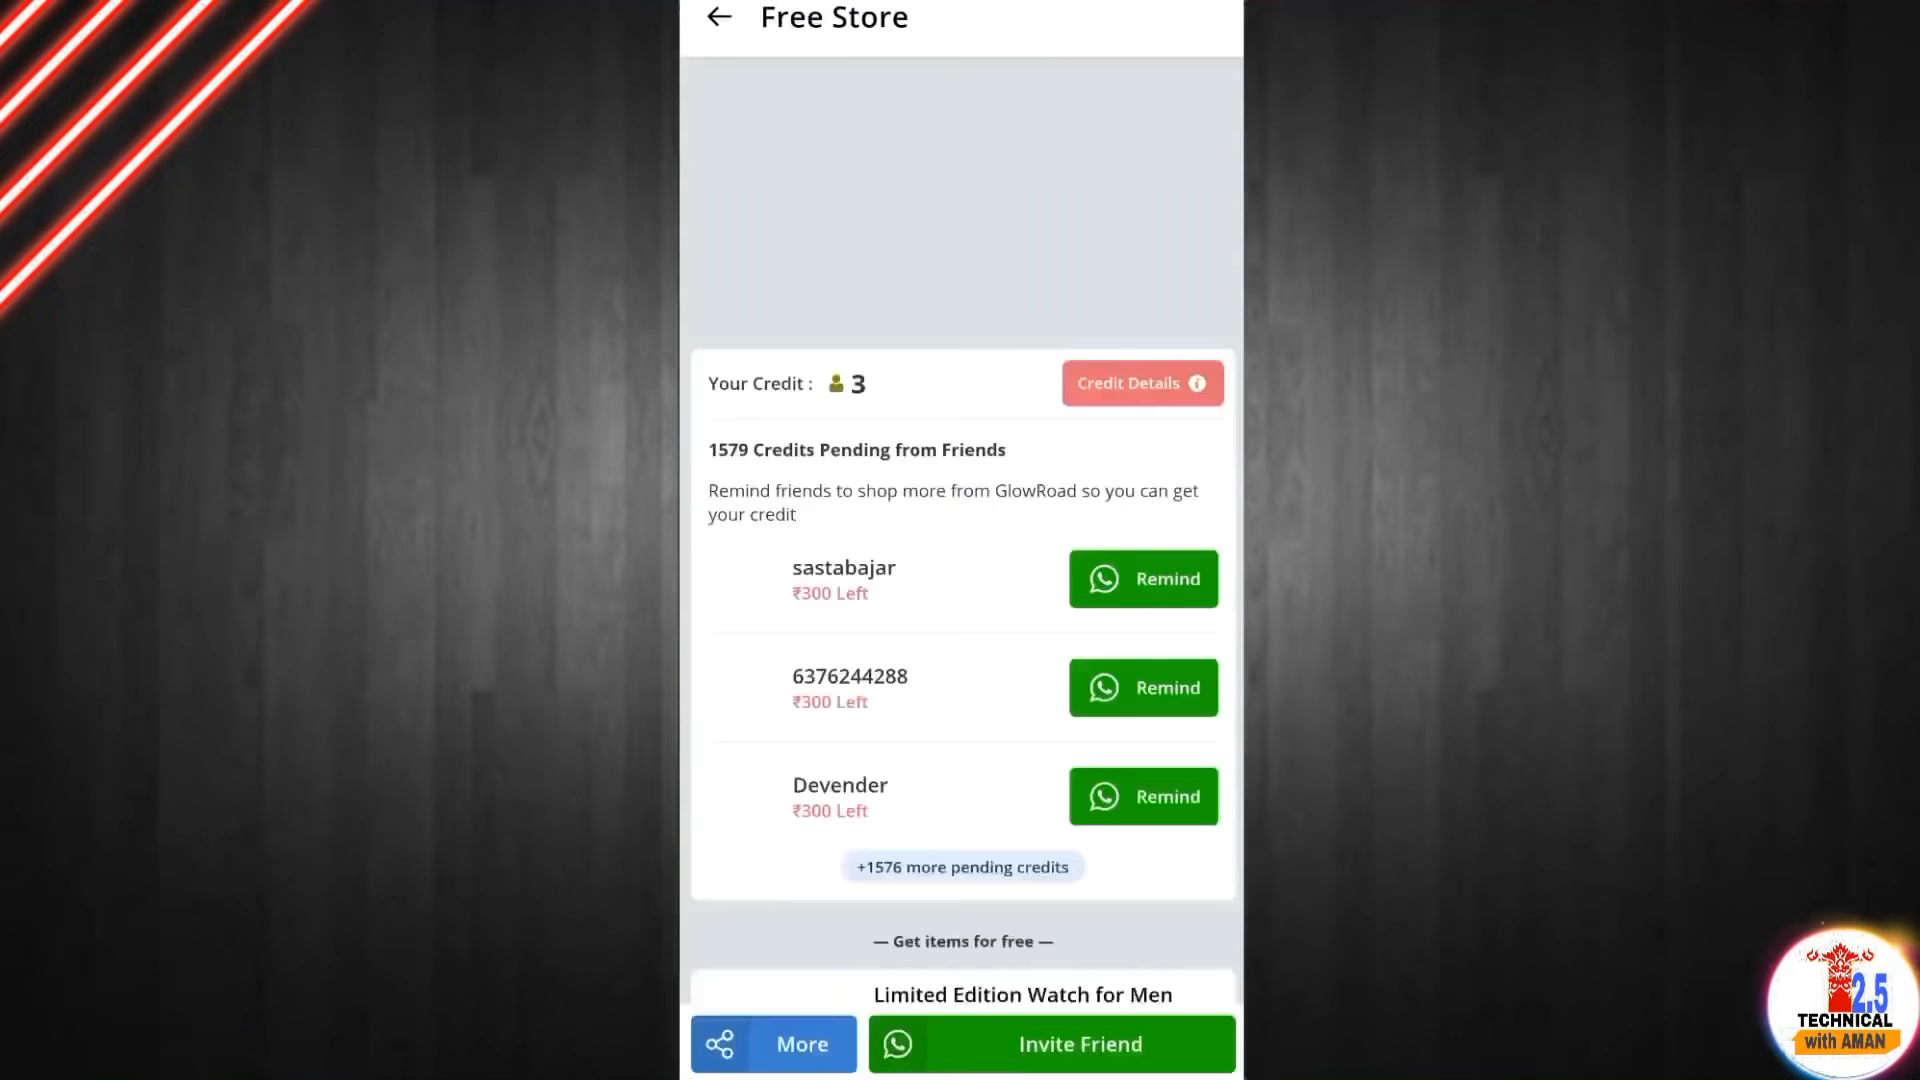 Free Store
Your Credit : 3
Credit Details
1579 Credits Pending from Friends
Remind friends to shop more from GlowRoad so you can get
your credit
sastabajar
₹300 Left
Remind
6376244288
₹300 Left
Remind
Devender
₹300 Left
Remind
+1576 more pending credits
— Get items for free —
Limited Edition Watch for Men
More
Invite Friend
2.5
TECHNICAL
with AMAN